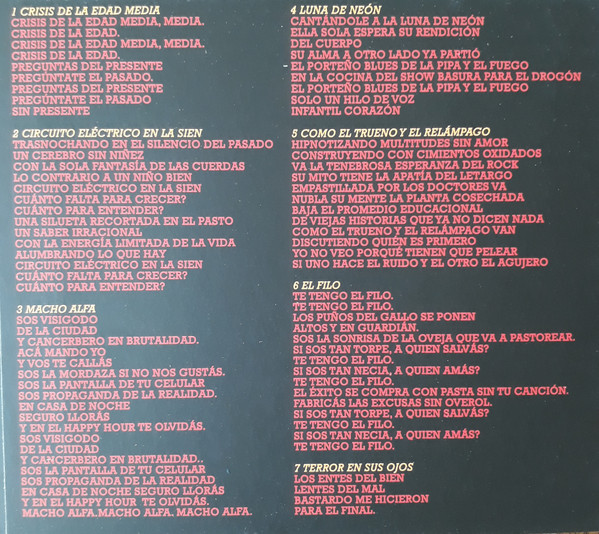 1 CRISIS DE LA EDAD MEDIA
CRISIS DE LA EDAD MEDIA, MEDIA.
CRISIS DE LA EDAD.
CRISIS DE LA EDAD MEDIA, MEDIA.
CRISIS DE LA EDAD.
PREGUNTAS DEL PRESENTE
PREGÚNTATE EL PASADO.
PREGUNTAS DEL PRESENTE
PREGÚNTATE EL PASADO
SIN PRESENTE
2 CIRCUITO ELÉCTRICO EN LA SIEN
TRASNOCHANDO EN EL SILENCIO DEL PASADO
UN CEREBRO SIN NIÑEZ
CON LA SOLA FANTASÍA DE LAS CUERDAS
LO CONTRARIO A UN NIÑO BIEN
CIRCUITO ELÉCTRICO EN LA SIEN
CUÁNTO FALTA PARA CRECER?
CUÁNTO PARA ENTENDER?
UNA SILUETA RECORTADA EN EL PASTO
UN SABER IRRACIONAL
CON LA ENERGÍA LIMITADA DE LA VIDA
ALUMBRANDO LO QUE HAY
CIRCUITO ELÉCTRICO EN LA SIEN
CUÁNTO FALTA PARA CRECER?
CUÁNTO PARA ENTENDER?
3 MACHO ALFA
SOS VISIGODO
DE LA CIUDAD
Y CANCERBERO EN BRUTALIDAD.
ACÁ MANDO YO
Y VOS TE CALLÁS
SOS LA MORDAZA SI NO NOS GUSTÁS.
SOS LA PANTALLA DE TU CELULAR
SOS PROPAGANDA DE LA REALIDAD.
EN CASA DE NOCHE
SEGURO LLORÁS
Y EN EL HAPPY HOUR TE OLVIDÁS.
SOS VISIGODO
DE LA CIUDAD
Y CANCERBERO EN BRUTALIDAD..
SOS LA PANTALLA DE TU CELULAR
SOS PROPAGANDA DE LA REALIDAD
EN CASA DE NOCHE SEGURO LLORÁS
Y EN EL HAPPY HOUR TE OLVIDÁS.
MACHO ALFA.MACHO ALFA. MACHO ALFA.
4 LUNA DE NEÓN
CANTÁNDOLE A LA LUNA DE NEÓN
ELLA SOLA ESPERA SU RENDICIÓN
DEL CUERPO
SU ALMA A OTRO LADO YA PARTIÓ
EL PORTEÑO BLUES DE LA PIPA Y EL FUEGO
EN LA COCINA DEL SHOW BASURA PARA EL DROGÓN
EL PORTEÑO BLUES DE LA PIPA Y EL FUEGO
SOLO UN HILO DE VOZ
INFANTIL CORAZÓN
5 COMO EL TRUENO Y EL RELÁMPAGO
HIPNOTIZANDO MULTITUDES SIN AMOR
CONSTRUYENDO CON CIMIENTOS OXIDADOS
VA LA TENEBROSA ESPERANZA DEL ROCK
SU MITO TIENE LA APATÍA DEL LETARGO
EMPASTILLADA POR LOS DOCTORES VA
NUBLA SU MENTE LA PLANTA COSECHADA
BAJA EL PROMEDIO EDUCACIONAL
DE VIEJAS HISTORIAS QUE YA NO DICEN NADA
COMO EL TRUENO Y EL RELÁMPAGO VAN
DISCUTIENDO QUIÉN ES PRIMERO
YO NO VEO PORQUÉ TIENEN QUE PELEAR
SI UNO HACE EL RUIDO Y EL OTRO EL AGUJERO
6 EL FILO
TE TENGO EL FILO.
TE TENGO EL FILO.
LOS PUÑOS DEL GALLO SE PONEN
ALTOS Y EN GUARDIÁN.
SOS LA SONRISA DE LA OVEJA QUE VA A PASTOREAR.
SI SOS TAN TORPE, A QUIEN SALVÁS?
TE TENGO EL FILO.
SI SOS TAN NECIA, A QUIEN AMÁS?
TE TENGO EL FILO.
EL ÉXITO SE COMPRA CON PASTA SIN TU CANCIÓN.
FABRICÁS LAS EXCUSAS SIN OVEROL.
SI SOS TAN TORPE, A QUIEN SALVÁS?
TE TENGO EL FILO.
SI SOS TAN NECIA, A QUIEN AMÁS?
TE TENGO EL FILO.
7 TERROR EN SUS OJOS
LOS ENTES DEL BIEN
LENTES DEL MAL
BASTARDO ME HICIERON
PARA EL FINAL.